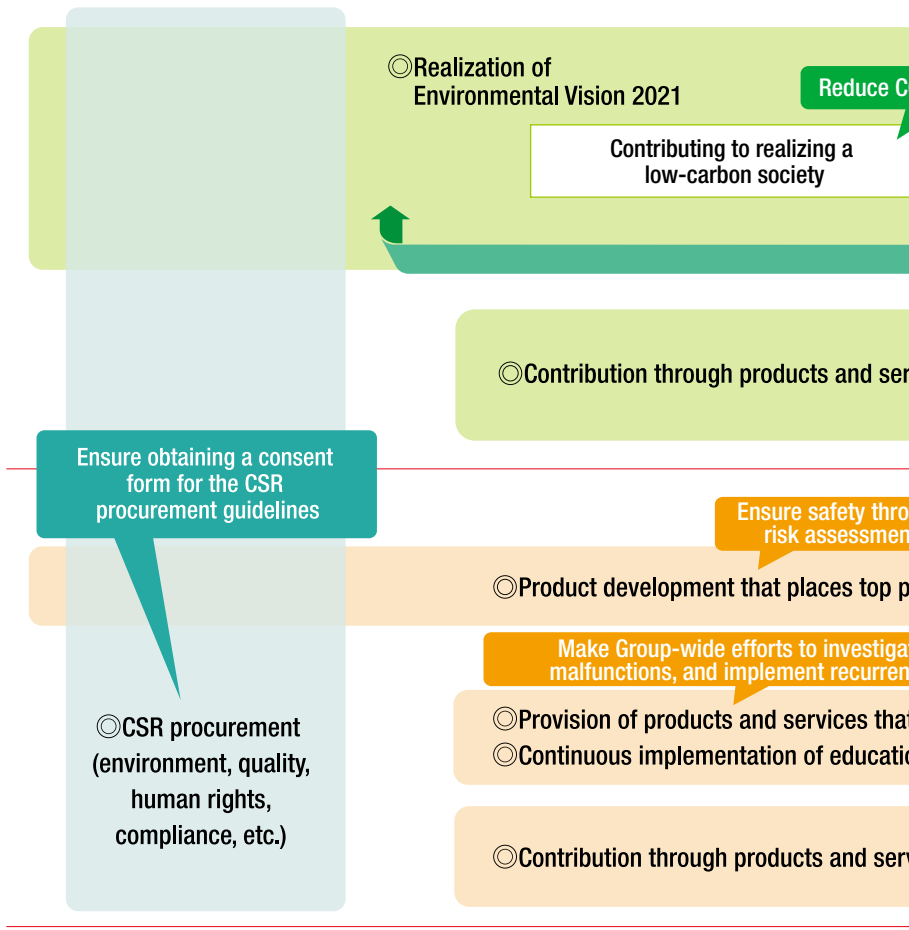 ◎Realization of
Environmental Vision 2021
Reduce C
Contributing to realizing a
low-carbon society
◎Contribution through products and ser
Ensure obtaining a consent
form for the CSR
procurement guidelines
Ensure safety thro
risk assessmen
◎Product development that places top p
Make Group-wide efforts to investiga
malfunctions, and implement recurren
◎Provision of products and services that
◎Continuous implementation of educatio
◎CSR procurement
(environment, quality,
human rights,
compliance, etc.)
◎Contribution through products and serv